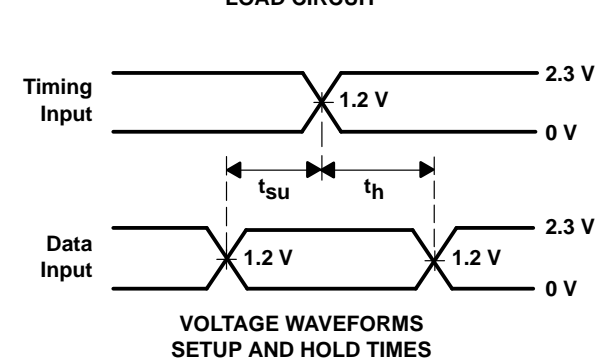 LOAD CIRCUIT
Timing
Input
2.3 V
1.2 V
0 V
tsu
th
Data
Input
2.3 V
1.2 V
1.2 V
0 V
VOLTAGE WAVEFORMS
SETUP AND HOLD TIMES